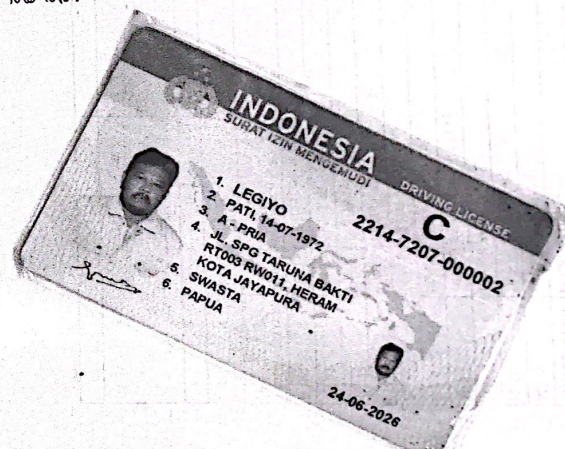 INDONESIA
SURAT IZIN MENGEMUDI
DRIVING LICENSE
C
2214-7207-000002
1. LEGIYO
2. PATI, 14-07-1972
3. A - PRIA
4. JL. SPG TARUNA BAKTI
RT003 RW011, HERAM
KOTA JAYAPURA
5. SWASTA
6. PAPUA
24-06-2026